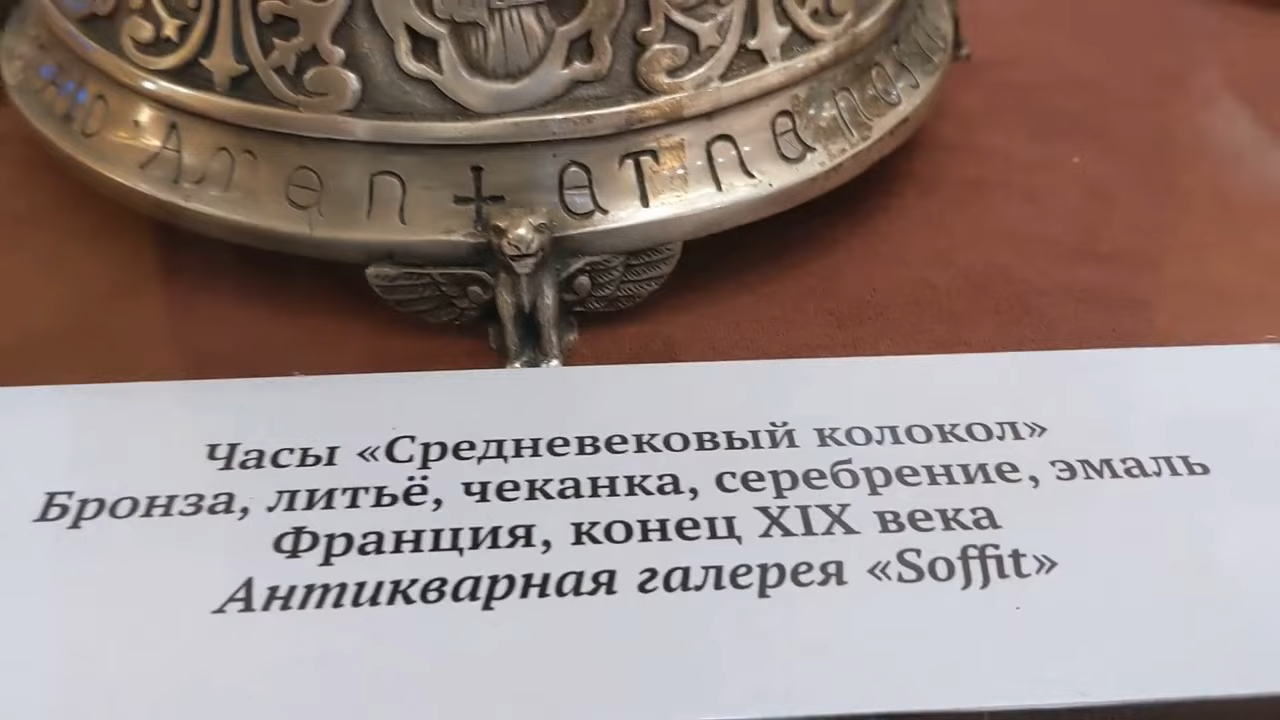 Часы «Средневековый колокол»
Бронза, литьё, чеканка, серебрение, эмаль
Франция, конец XIX века
Антикварная галерея «Soffit»